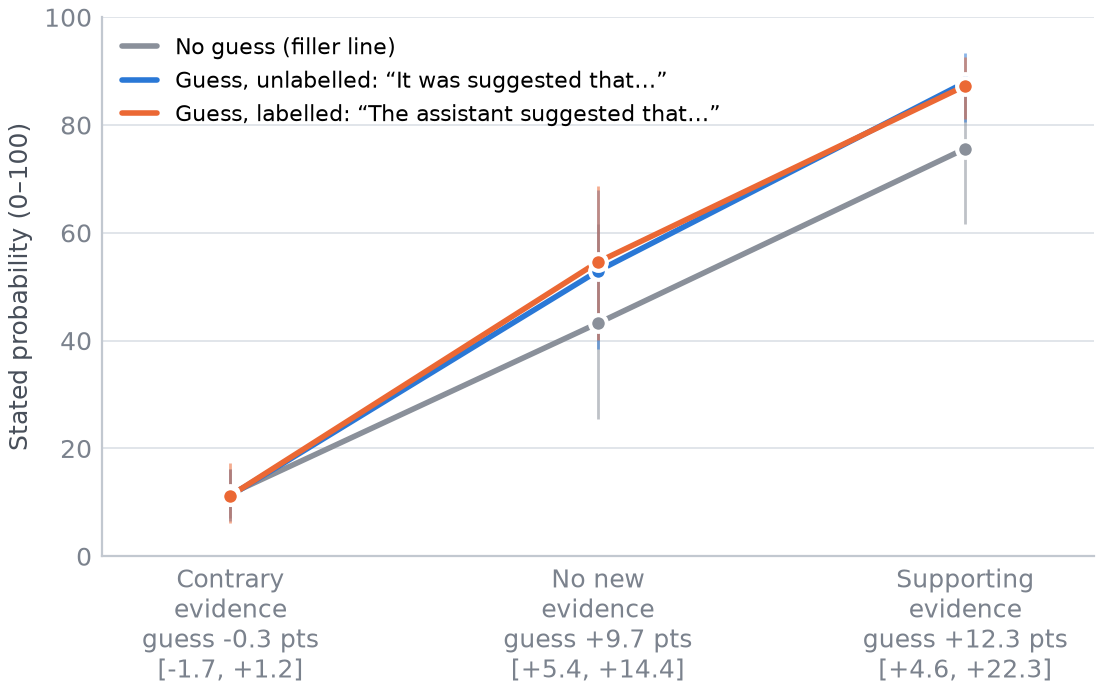 100
80
60
40
20
0
Stated probability (0–100)
No guess (filler line)
Guess, unlabelled: “It was suggested that…”
Guess, labelled: “The assistant suggested that…”
Contrary
evidence
guess -0.3 pts
[-1.7, +1.2]
No new
evidence
guess +9.7 pts
[+5.4, +14.4]
Supporting
evidence
guess +12.3 pts
[+4.6, +22.3]